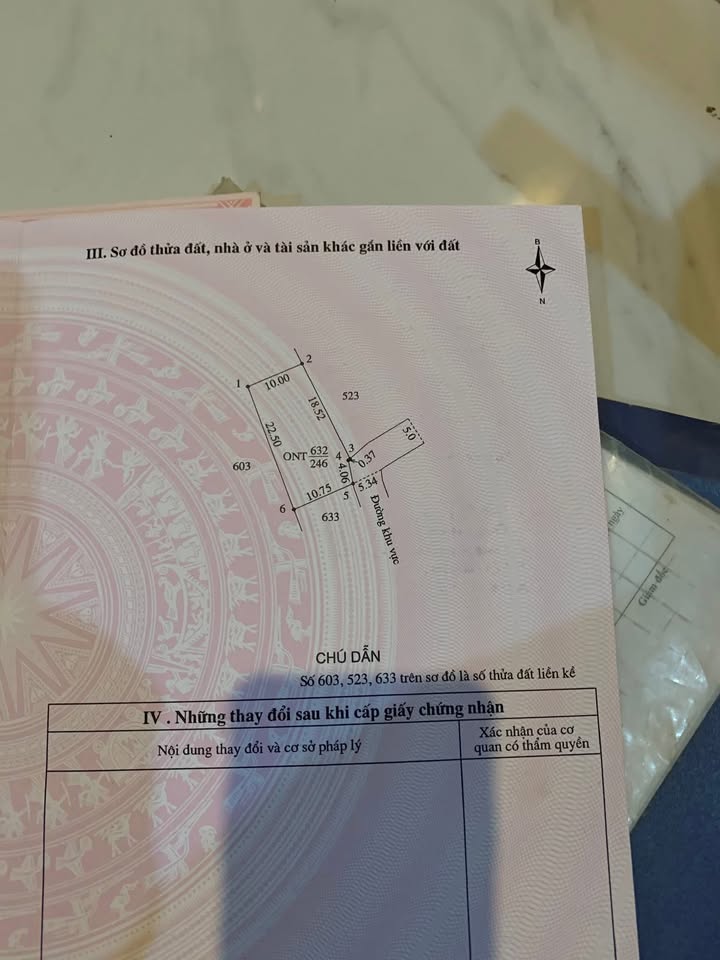 III. Sơ đồ thửa đất, nhà ở và tài sản khác gắn liền với đất
B
N
1
2
10.00
18.52
523
22.50
ONT 632
246
4
3
0.37
5.0
603
4.06
10.75
5
5.34
6
633
Đường khu vực
ngày
Giám đốc
CHÚ DẪN
Số 603, 523, 633 trên sơ đồ là số thửa đất liền kề
IV . Những thay đổi sau khi cấp giấy chứng nhận
Nội dung thay đổi và cơ sở pháp lý
Xác nhận của cơ
quan có thẩm quyền